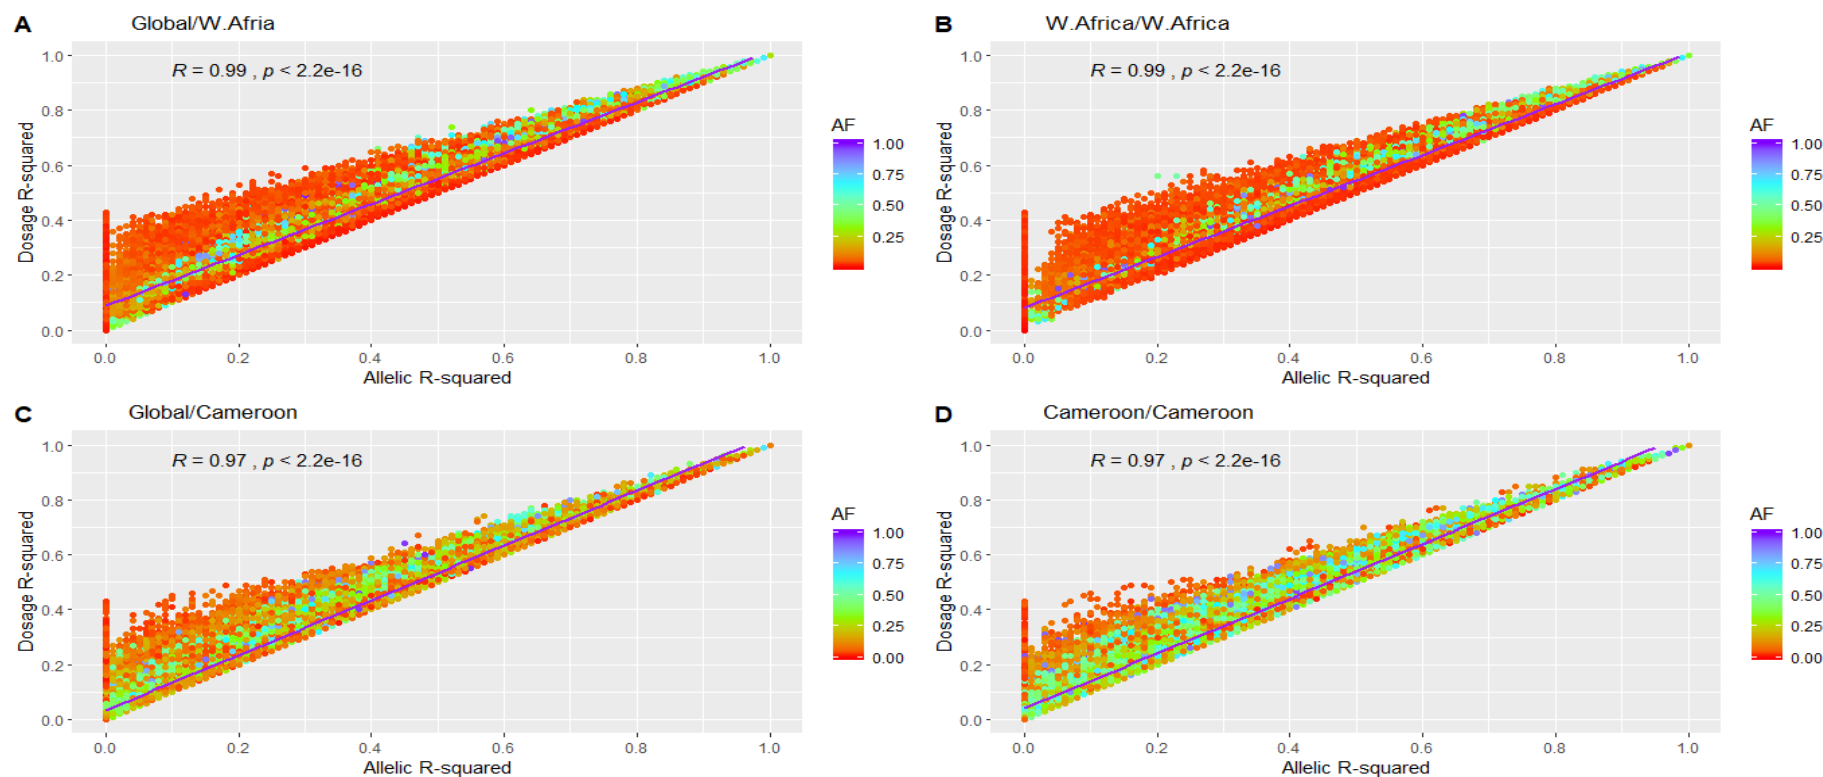 A Global/W.Afria
R = 0.99 , p < 2.2e-16
Dosage R-squared
1.0
0.8
0.6
0.4
0.2
0.0
0.0 0.2 0.4 0.6 0.8 1.0
Allelic R-squared
AF
1.00
0.75
0.50
0.25
B W.Africa/W.Africa
R = 0.99 , p < 2.2e-16
Dosage R-squared
1.0
0.8
0.6
0.4
0.2
0.0
0.0 0.2 0.4 0.6 0.8 1.0
Allelic R-squared
AF
1.00
0.75
0.50
0.25
C Global/Cameroon
R = 0.97 , p < 2.2e-16
Dosage R-squared
1.0
0.8
0.6
0.4
0.2
0.0
0.0 0.2 0.4 0.6 0.8 1.0
Allelic R-squared
AF
1.00
0.75
0.50
0.25
0.00
D Cameroon/Cameroon
R = 0.97 , p < 2.2e-16
Dosage R-squared
1.0
0.8
0.6
0.4
0.2
0.0
0.0 0.2 0.4 0.6 0.8 1.0
Allelic R-squared
AF
1.00
0.75
0.50
0.25
0.00